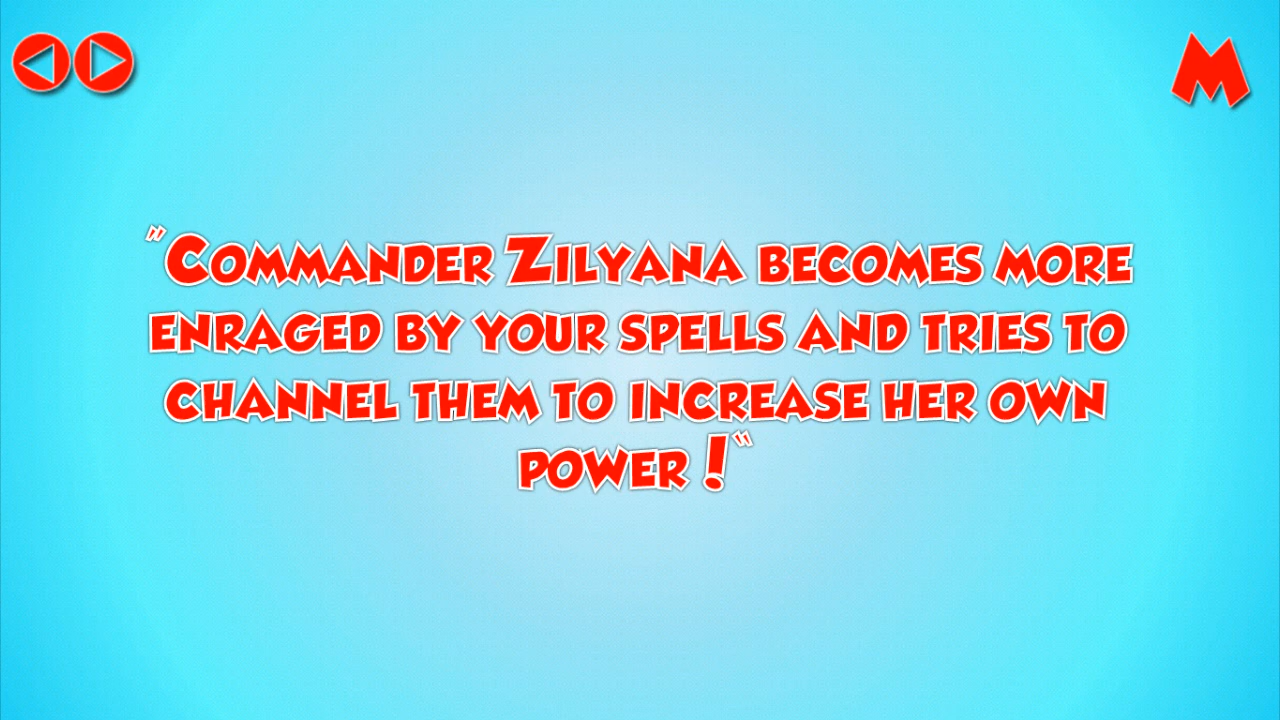 M
"Commander Zilyana becomes more
enraged by your spells and tries to
channel them to increase her own
power!"